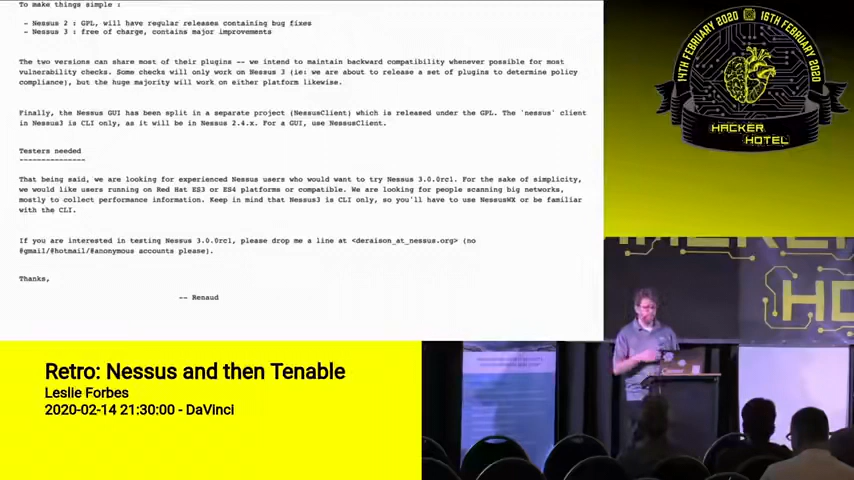 To make things simple :
- Nessus 2 : GPL, will have regular releases containing bug fixes
- Nessus 3 : free of charge, contains major improvements
The two versions can share most of their plugins -- we intend to maintain backward compatibility whenever possible for most
vulnerability checks. Some checks will only work on Nessus 3 (ie: we are about to release a set of plugins to determine policy
compliance), but the huge majority will work on either platform likewise.
Finally, the Nessus GUI has been split in a separate project (NessusClient) which is released under the GPL. The 'nessus' client
in Nessus3 is CLI only, as it will be in Nessus 2.4.x. For a GUI, use NessusClient.
Testers needed
--------------
That being said, we are looking for experienced Nessus users who would want to try Nessus 3.0.0rc1. For the sake of simplicity,
we would like users running on Red Hat ES3 or ES4 platforms or compatible. We are looking for people scanning big networks,
mostly to collect performance information. Keep in mind that Nessus3 is CLI only, so you'll have to use NessusWX or be familiar
with the CLI.
If you are interested in testing Nessus 3.0.0rc1, please drop me a line at <deraison_at_nessus.org> (no
#gmail/#hotmail/#anonymous accounts please).
Thanks,
-- Renaud
14TH FEBRUARY 2020
16TH FEBRUARY 2020
HACKER
HOTEL
HO
Retro: Nessus and then Tenable
Leslie Forbes
2020-02-14 21:30:00 - DaVinci